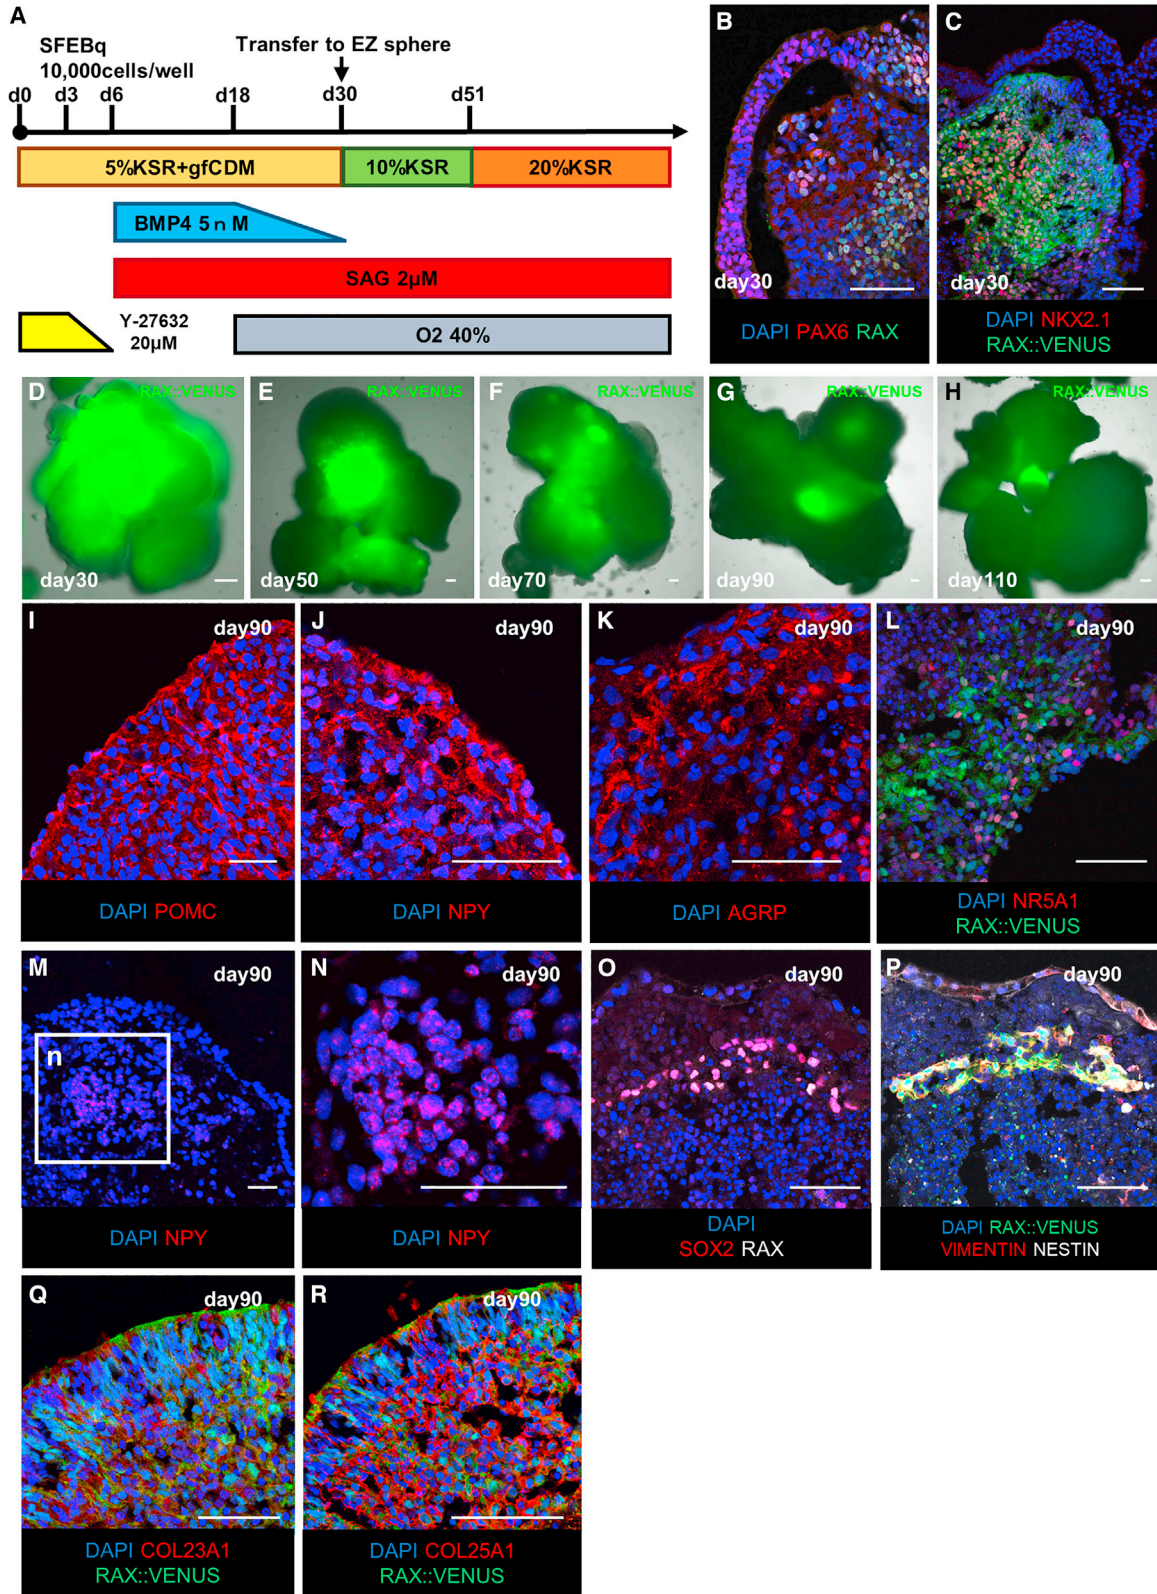 A
SFEBq
10,000cells/well
Transfer to EZ sphere
d0 d3 d6 d18 d30 d51
5%KSR+gfCDM 10%KSR 20%KSR
BMP4 5 n M
SAG 2µM
Y-27632
20µM
O2 40%
B
day30
DAPI PAX6 RAX
C
day30
DAPI NKX2.1
RAX::VENUS
D
RAX::VENUS
day30
E
RAX::VENUS
day50
F
RAX::VENUS
day70
G
RAX::VENUS
day90
H
RAX::VENUS
day110
I
day90
DAPI POMC
J
day90
DAPI NPY
K
day90
DAPI AGRP
L
day90
DAPI NR5A1
RAX::VENUS
M
day90
n
DAPI NPY
N
day90
DAPI NPY
O
day90
DAPI
SOX2 RAX
P
day90
DAPI RAX::VENUS
VIMENTIN NESTIN
Q
day90
DAPI COL23A1
RAX::VENUS
R
day90
DAPI COL25A1
RAX::VENUS